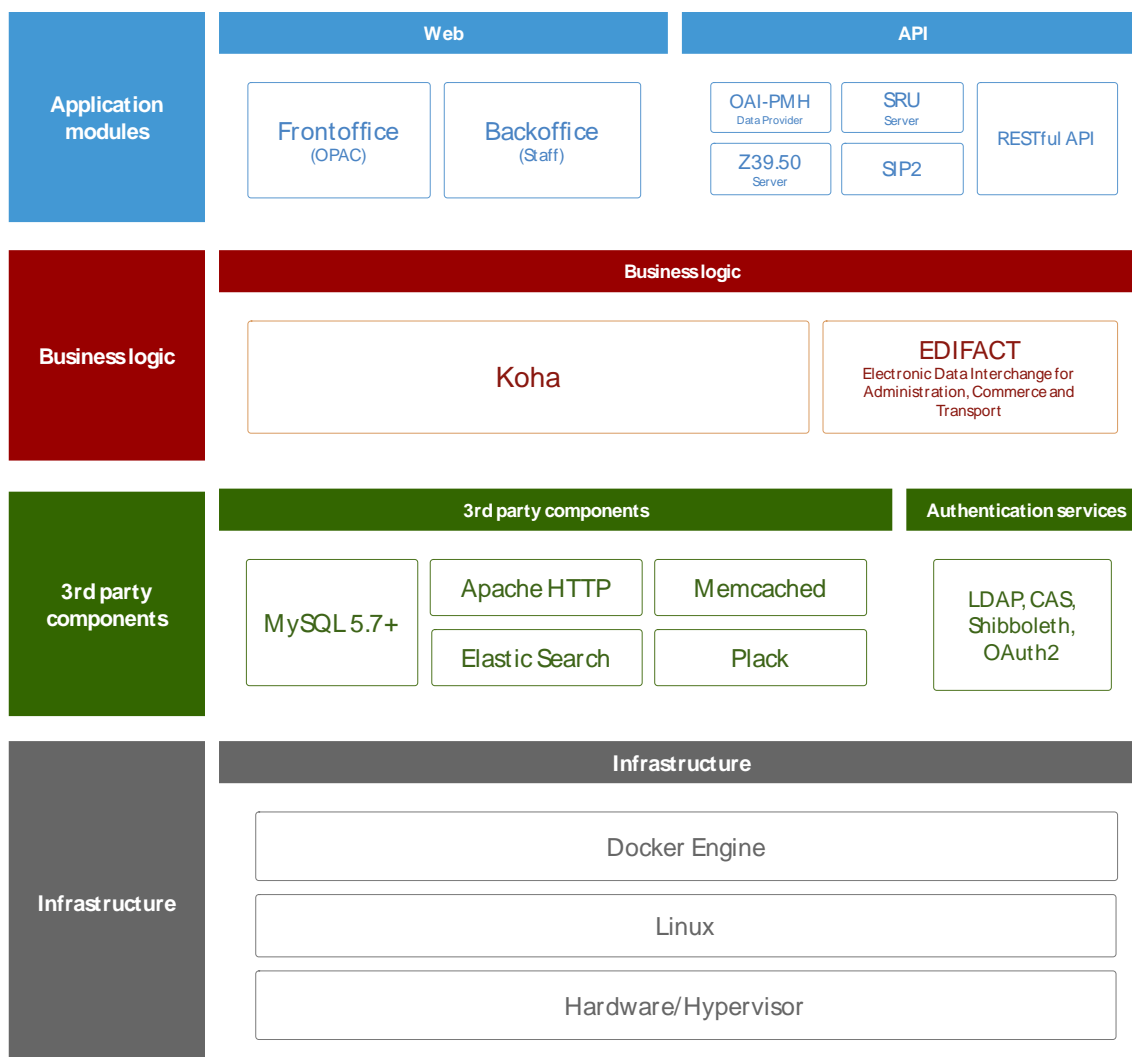 Application
modules
Web
API
Frontoffice
(OPAC)
Backoffice
(Staff)
OAI-PMH
Data Provider
SRU
Server
Z39.50
Server
SIP2
RESTful API
Business logic
Business logic
Koha
EDIFACT
Electronic Data Interchange for
Administration, Commerce and
Transport
3rd party
components
3rd party components
Authentication services
MySQL 5.7+
Apache HTTP
Memcached
Elastic Search
Plack
LDAP, CAS,
Shibboleth,
OAuth2
Infrastructure
Infrastructure
Docker Engine
Linux
Hardware/Hypervisor